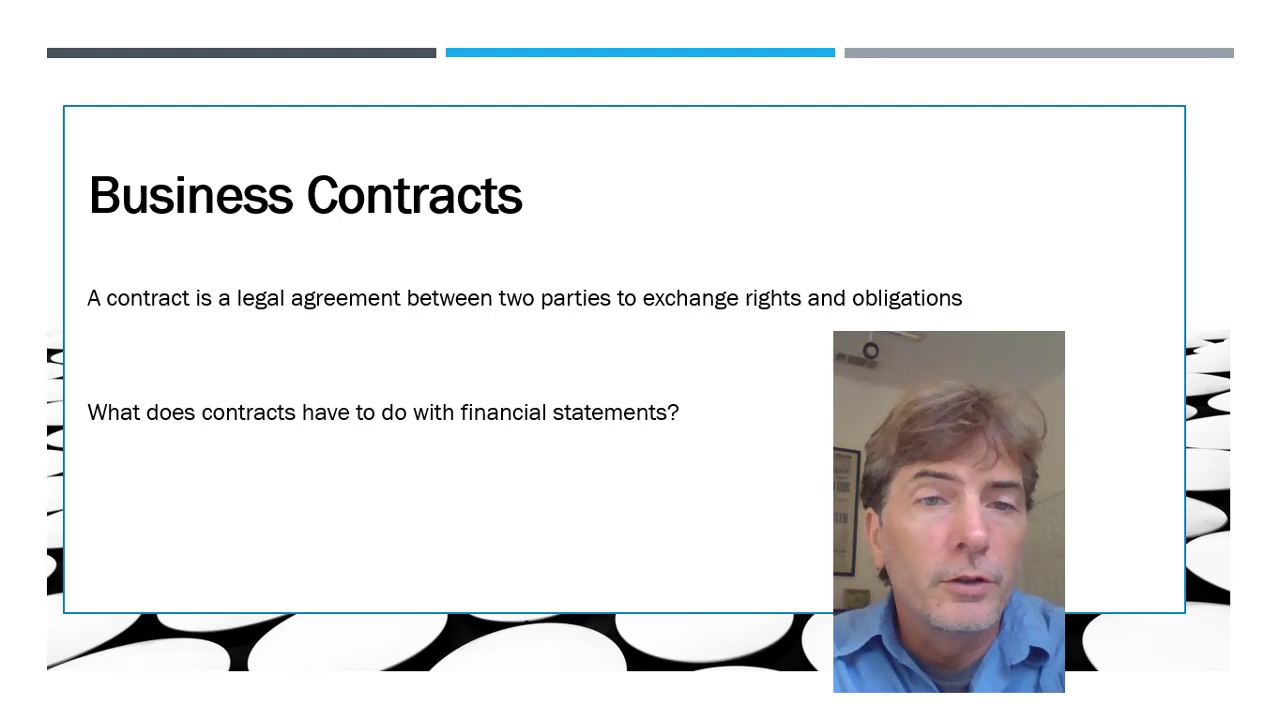 Business Contracts
A contract is a legal agreement between two parties to exchange rights and obligations
What does contracts have to do with financial statements?